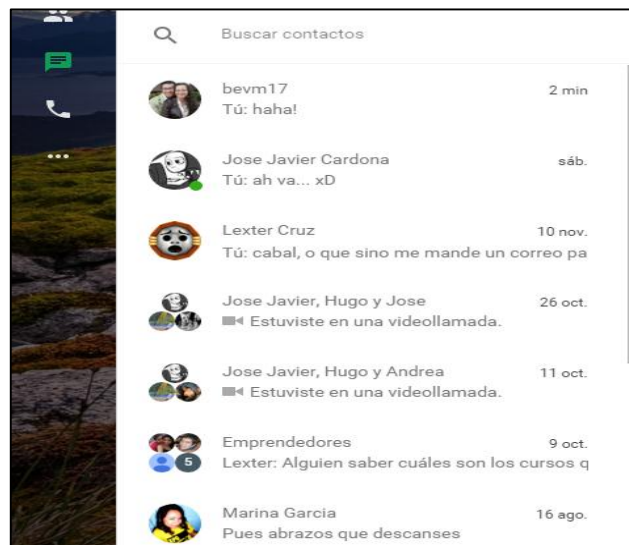 Buscar contactos
bevm17 2 min
Tú: haha!
Jose Javier Cardona sáb.
Tú: ah va... xD
Lexter Cruz 10 nov.
Tú: cabal, o que sino me mande un correo pa
Jose Javier, Hugo y Jose 26 oct.
Estuviste en una videollamada.
Jose Javier, Hugo y Andrea 11 oct.
Estuviste en una videollamada.
Emprendedores 9 oct.
5
Lexter: Alguien saber cuáles son los cursos q
Marina Garcia 16 ago.
Pues abrazos que descanses